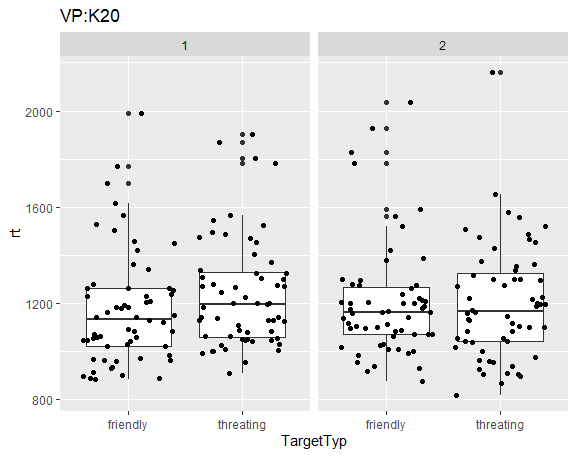 VP:K20
1 2
2000
1600
1200
800
rt
friendly threating friendly threating
TargetTyp